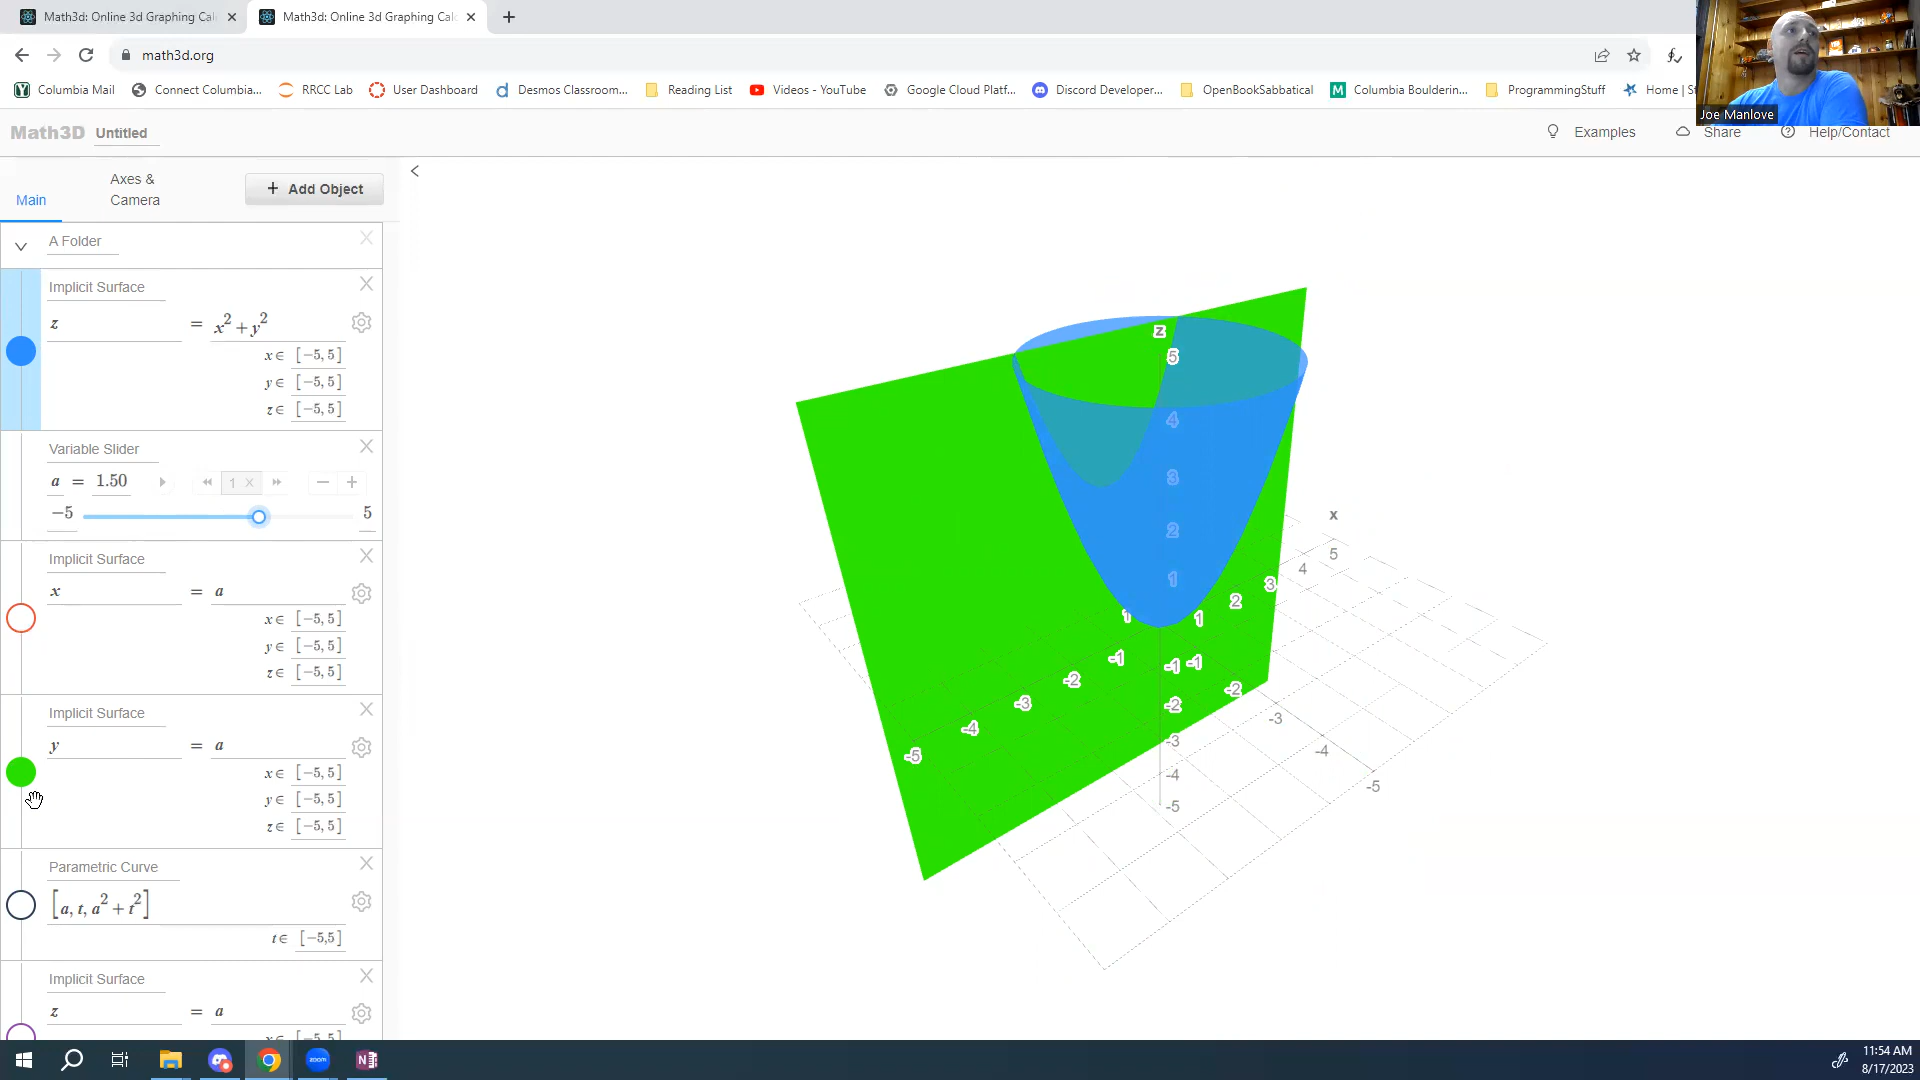 Math3d: Online 3d Graphing Calc
Math3d: Online 3d Graphing Calc
math3d.org
Columbia Mail
Connect Columbia...
RRCC Lab
User Dashboard
Desmos Classroom...
Reading List
Videos - YouTube
Google Cloud Platf...
Discord Developer...
OpenBookSabbatical
Columbia Boulderin...
ProgrammingStuff
Home | St
Joe Manlove
Math3D Untitled
Examples
Share
Help/Contact
Main
Axes &
Camera
+ Add Object
A Folder
Implicit Surface
z = x² + y²
x ∈ [−5, 5]
y ∈ [−5, 5]
z ∈ [−5, 5]
Variable Slider
a = 1.50
1 X
−5
5
Implicit Surface
x = a
x ∈ [−5, 5]
y ∈ [−5, 5]
z ∈ [−5, 5]
Implicit Surface
y = a
x ∈ [−5, 5]
y ∈ [−5, 5]
z ∈ [−5, 5]
Parametric Curve
[a, t, a² + t²]
t ∈ [−5,5]
Implicit Surface
z = a
z
5
4
3
2
1
x
5
4
3
2
1
1
-1
-2
-3
-4
-5
-1
-1
-2
-2
-3
-3
-4
-4
-5
-5
zoom
11:54 AM
8/17/2023